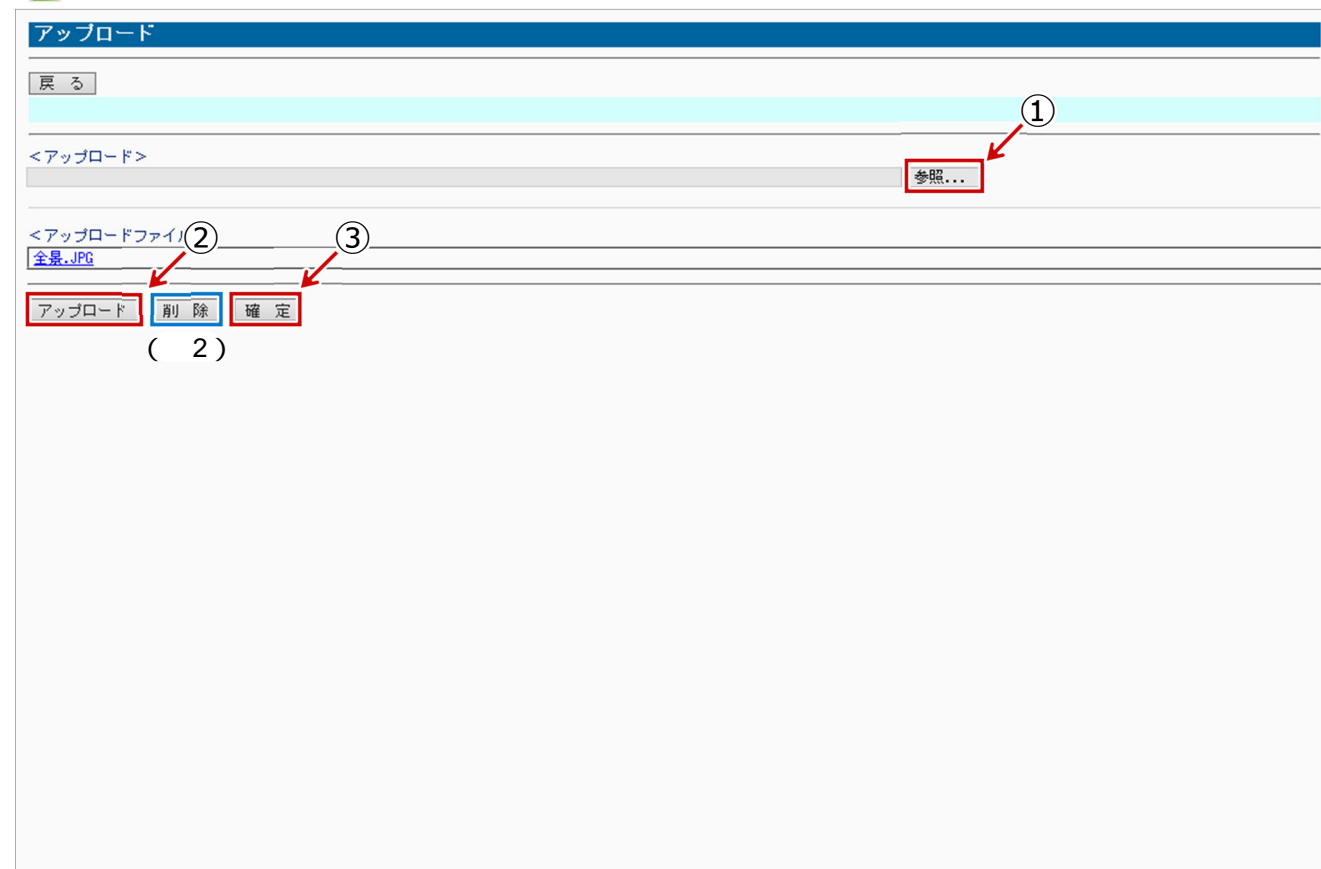 アップロード
戻 る
①
<アップロード>
参照...
<アップロードファイル
② ③
全景.JPG
アップロード 削 除 確 定
( 2)